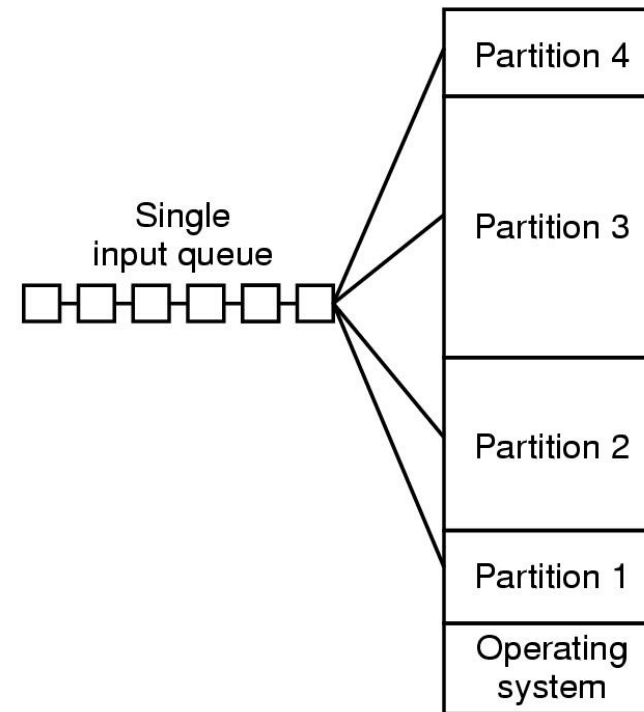 Partition 4
Single
input queue
Partition 3
Partition 2
Partition 1
Operating
system